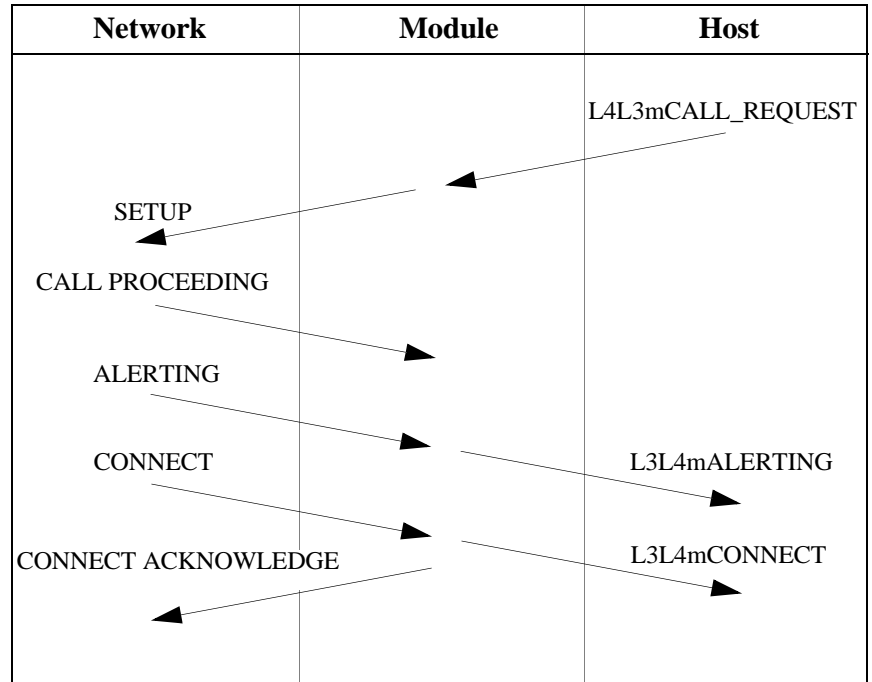 Network Module Host
L4L3mCALL_REQUEST
SETUP
CALL PROCEEDING
ALERTING
CONNECT L3L4mALERTING
CONNECT ACKNOWLEDGE L3L4mCONNECT